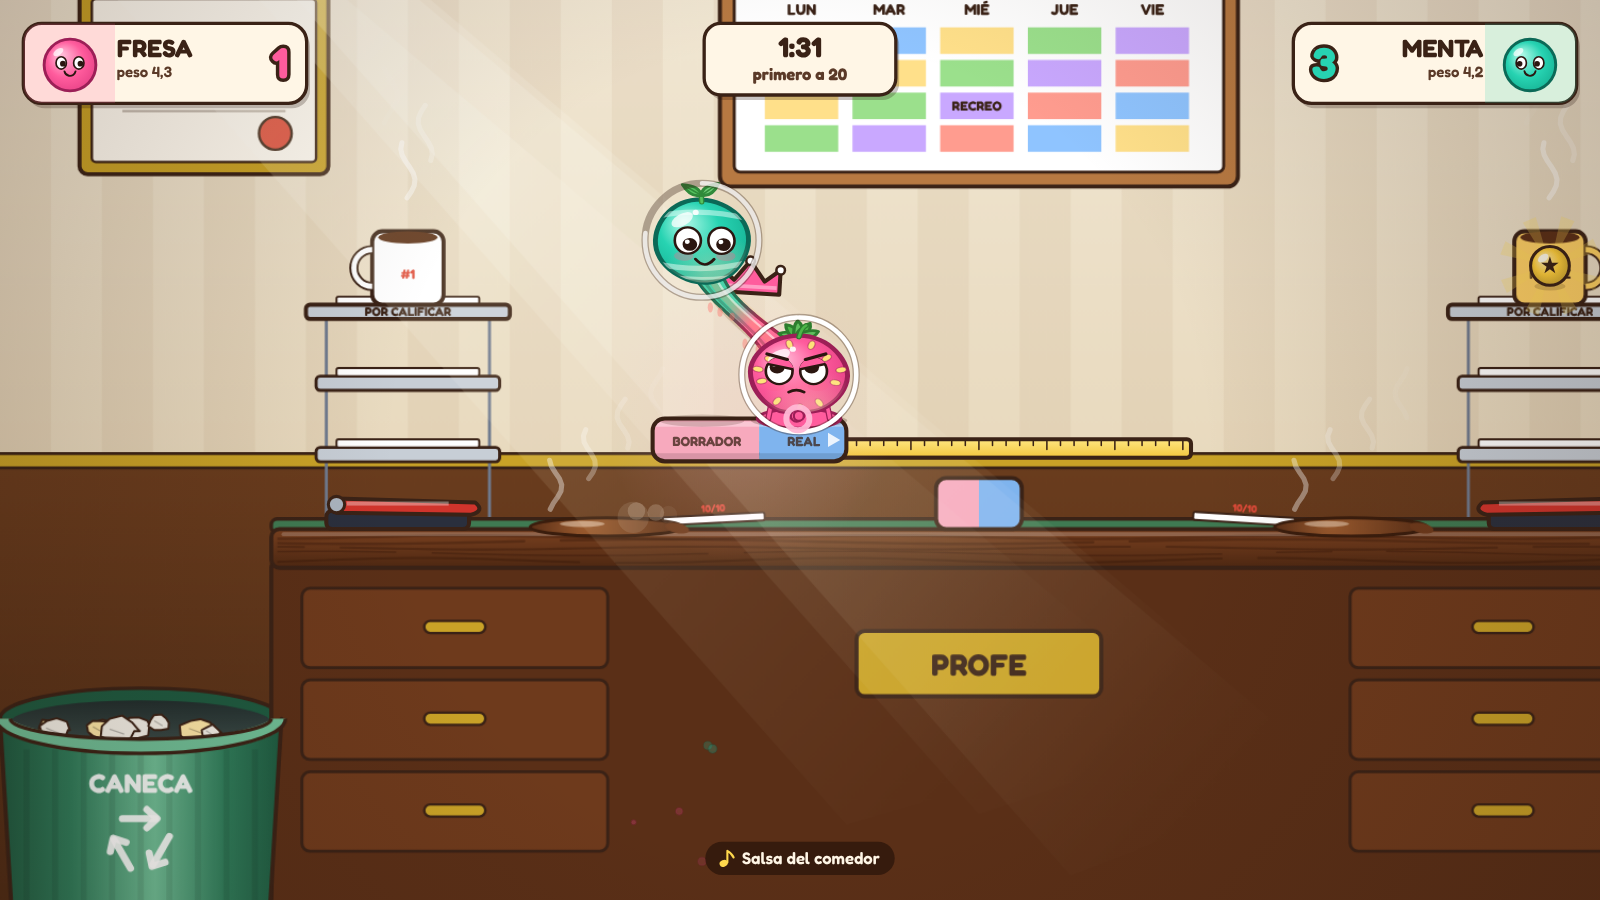 LUN MAR MIÉ JUE VIE
FRESA
peso 4,3
1
1:31
primero a 20
3
MENTA
peso 4,2
RECREO
#1
POR CALIFICAR
POR CALIFICAR
BORRADOR REAL
10/10
10/10
PROFE
CANECA
Salsa del comedor